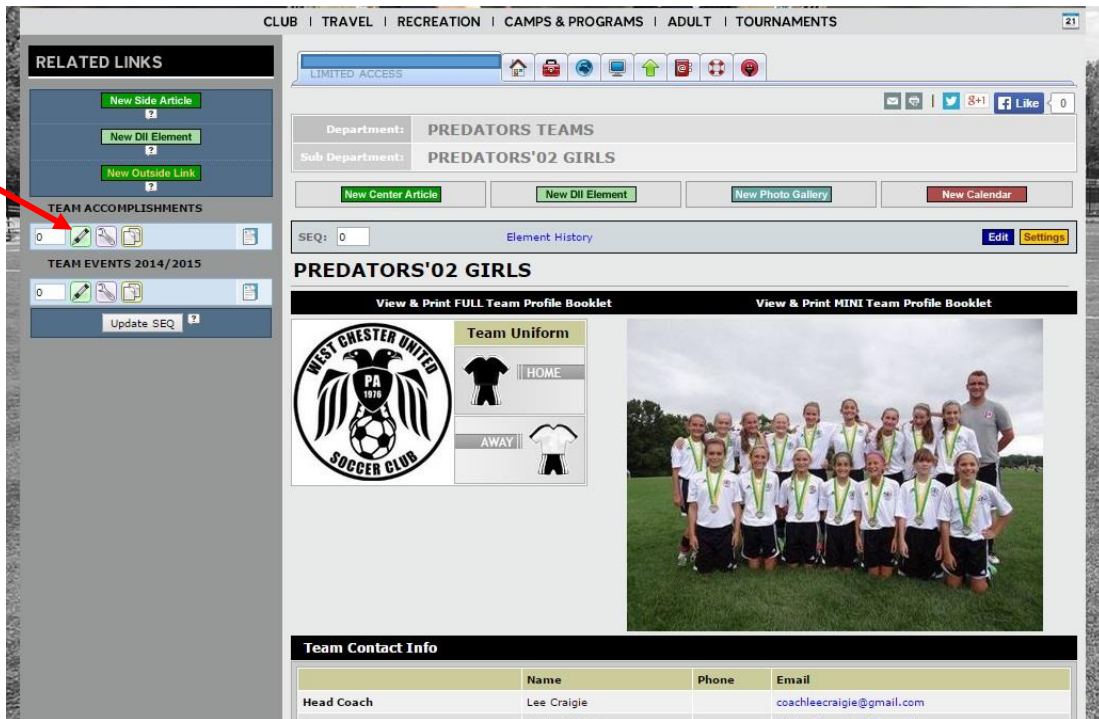 CLUB | TRAVEL | RECREATION | CAMPS & PROGRAMS | ADULT | TOURNAMENTS
21
RELATED LINKS
New Side Article
?
New DII Element
?
New Outside Link
?
TEAM ACCOMPLISHMENTS
0
TEAM EVENTS 2014/2015
0
Update SEQ ?
LIMITED ACCESS
g+1 Like 0
Department: PREDATORS TEAMS
Sub Department: PREDATORS'02 GIRLS
New Center Article New DII Element New Photo Gallery New Calendar
SEQ: 0 Element History Edit Settings
PREDATORS'02 GIRLS
View & Print FULL Team Profile Booklet View & Print MINI Team Profile Booklet
WEST CHESTER UNITED
PA
1976
SOCCER CLUB
Team Uniform
HOME
AWAY
Team Contact Info
Name Phone Email
Head Coach Lee Craigie coachleecraigie@gmail.com